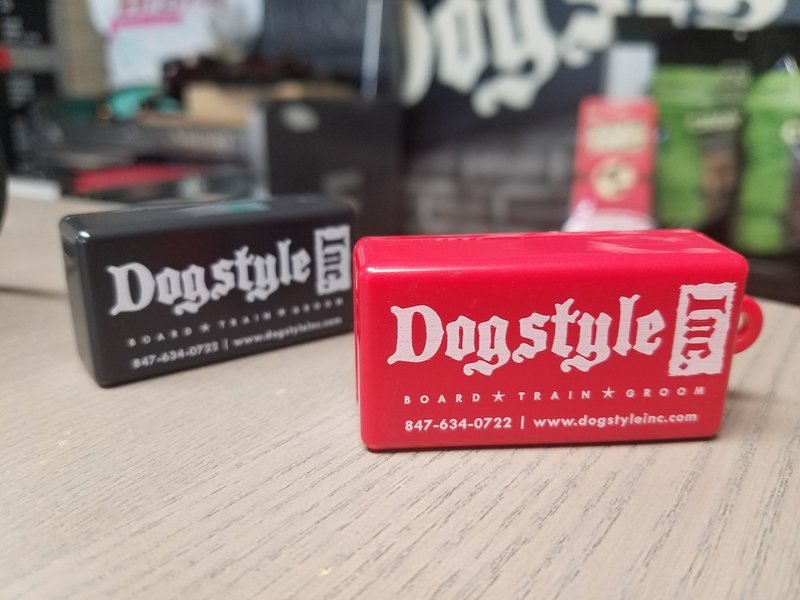 Dogstyle Inc.
BOARD ★ TRAIN ★ GROOM
847-634-0722 | www.dogstyleinc.com
Dogstyle Inc.
BOARD ★ TRAIN ★ GROOM
847-634-0722 | www.dogstyleinc.com